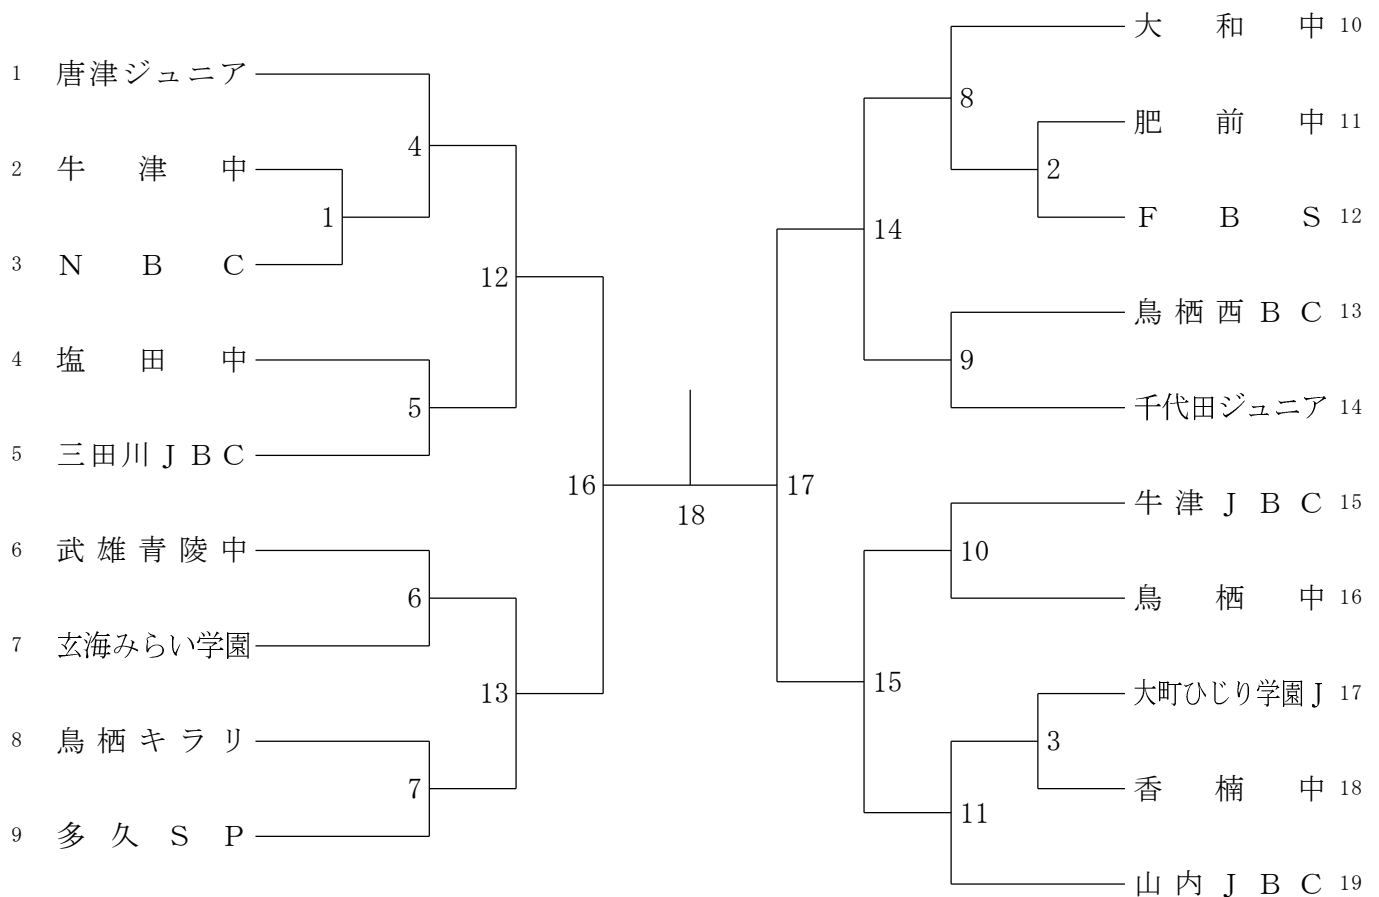 1 唐津ジュニア
2 牛津中
3 ＮＢＣ
4 塩田中
5 三田川ＪＢＣ
6 武雄青陵中
7 玄海みらい学園
8 鳥栖キラリ
9 多久ＳＰ
4
1
12
5
16
6
13
7
18
8
2
14
9
17
10
15
3
11
大和中 10
肥前中 11
ＦＢＳ 12
鳥栖西ＢＣ 13
千代田ジュニア 14
牛津ＪＢＣ 15
鳥栖中 16
大町ひじり学園Ｊ 17
香楠中 18
山内ＪＢＣ 19